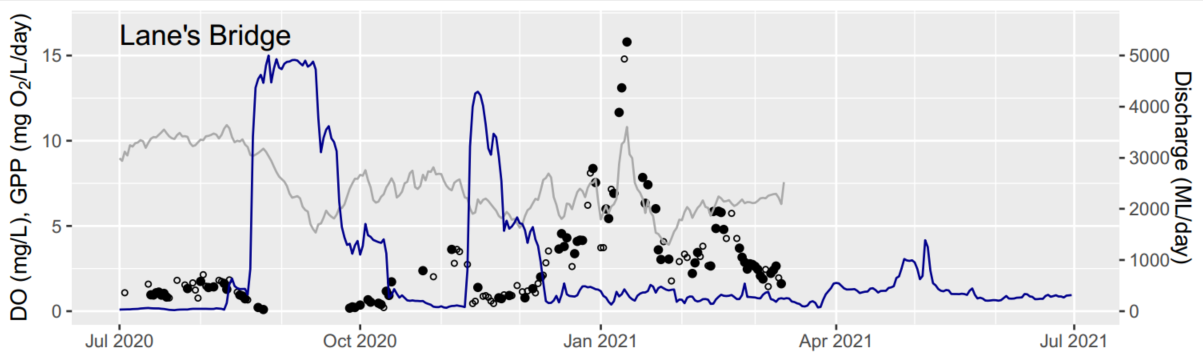 Lane's Bridge
DO (mg/L), GPP (mg O₂/L/day)
15
10
5
0
5000
4000
3000
2000
1000
0
Discharge (ML/day)
Jul 2020
Oct 2020
Jan 2021
Apr 2021
Jul 2021